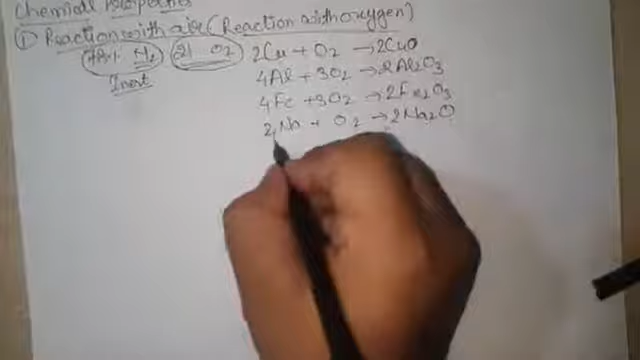 Chemical Properties
① Reaction with air (Reaction with oxygen)
78% N₂ 21 O₂ 2Cu + O₂ → 2CuO
Inert 4Al + 3O₂ → 2Al₂O₃
4Fe + 3O₂ → 2Fe₂O₃
2Na + O₂ → 2Na₂O